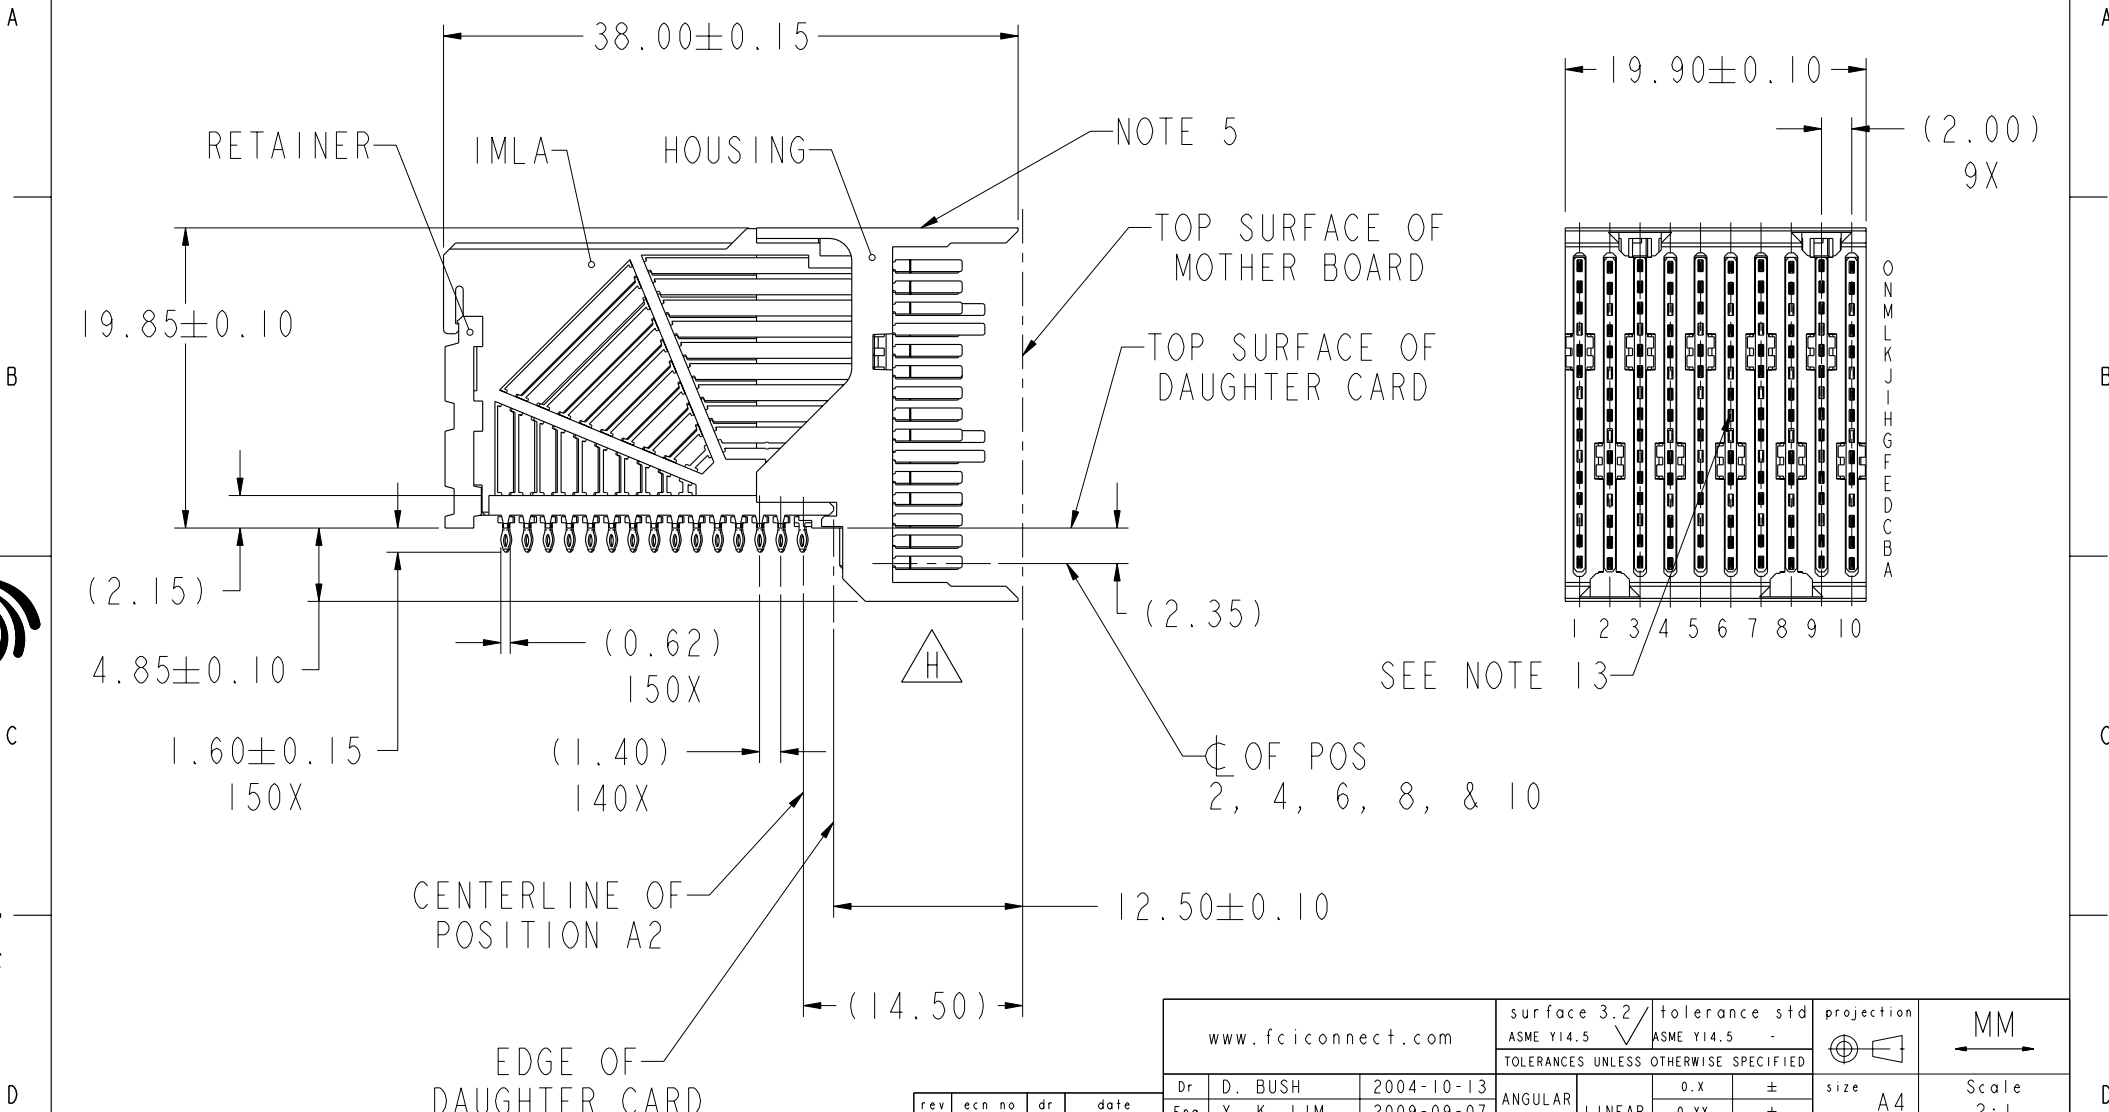 A
A
38.00±0.15
19.90±0.10
(2.00)
9X
RETAINER
IMLA
HOUSING
NOTE 5
TOP SURFACE OF
MOTHER BOARD
19.85±0.10
TOP SURFACE OF
DAUGHTER CARD
B
B
O
N
M
L
K
J
I
H
G
F
E
D
C
B
A
(2.15)
4.85±0.10
(0.62)
150X
H
(2.35)
1 2 3 4 5 6 7 8 9 10
SEE NOTE 13
C
C
1.60±0.15
150X
(1.40)
140X
℄ OF POS
2, 4, 6, 8, & 10
CENTERLINE OF
POSITION A2
12.50±0.10
(14.50)
EDGE OF
DAUGHTER CARD
D
D
www.fciconnect.com
surface 3.2
ASME Y14.5
tolerance std
ASME Y14.5 -
projection
MM
TOLERANCES UNLESS OTHERWISE SPECIFIED
Dr D. BUSH 2004-10-13
ANGULAR
LINEAR
0.X ±
0.XX ±
size A4
Scale
2:1
Eng Y. K. LIM 2009-09-07
rev ecn no dr date